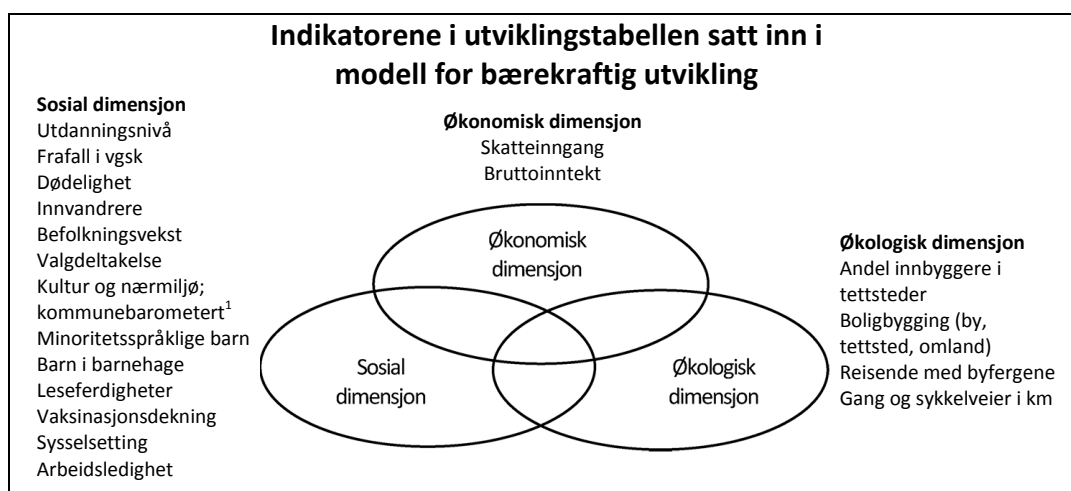 Indikatorene i utviklingstabellen satt inn i
modell for bærekraftig utvikling
Sosial dimensjon
Utdanningsnivå
Frafall i vgsk
Dødelighet
Innvandrere
Befolkningsvekst
Valgdeltakelse
Kultur og nærmiljø;
kommunebarometert¹
Minoritetsspråklige barn
Barn i barnehage
Leseferdigheter
Vaksinasjonsdekning
Sysselsetting
Arbeidsledighet
Økonomisk dimensjon
Skatteinngang
Bruttoinntekt
Økonomisk
dimensjon
Sosial
dimensjon
Økologisk
dimensjon
Økologisk dimensjon
Andel innbyggere i
tettsteder
Boligbygging (by,
tettsted, omland)
Reisende med byfergene
Gang og sykkelveier i km